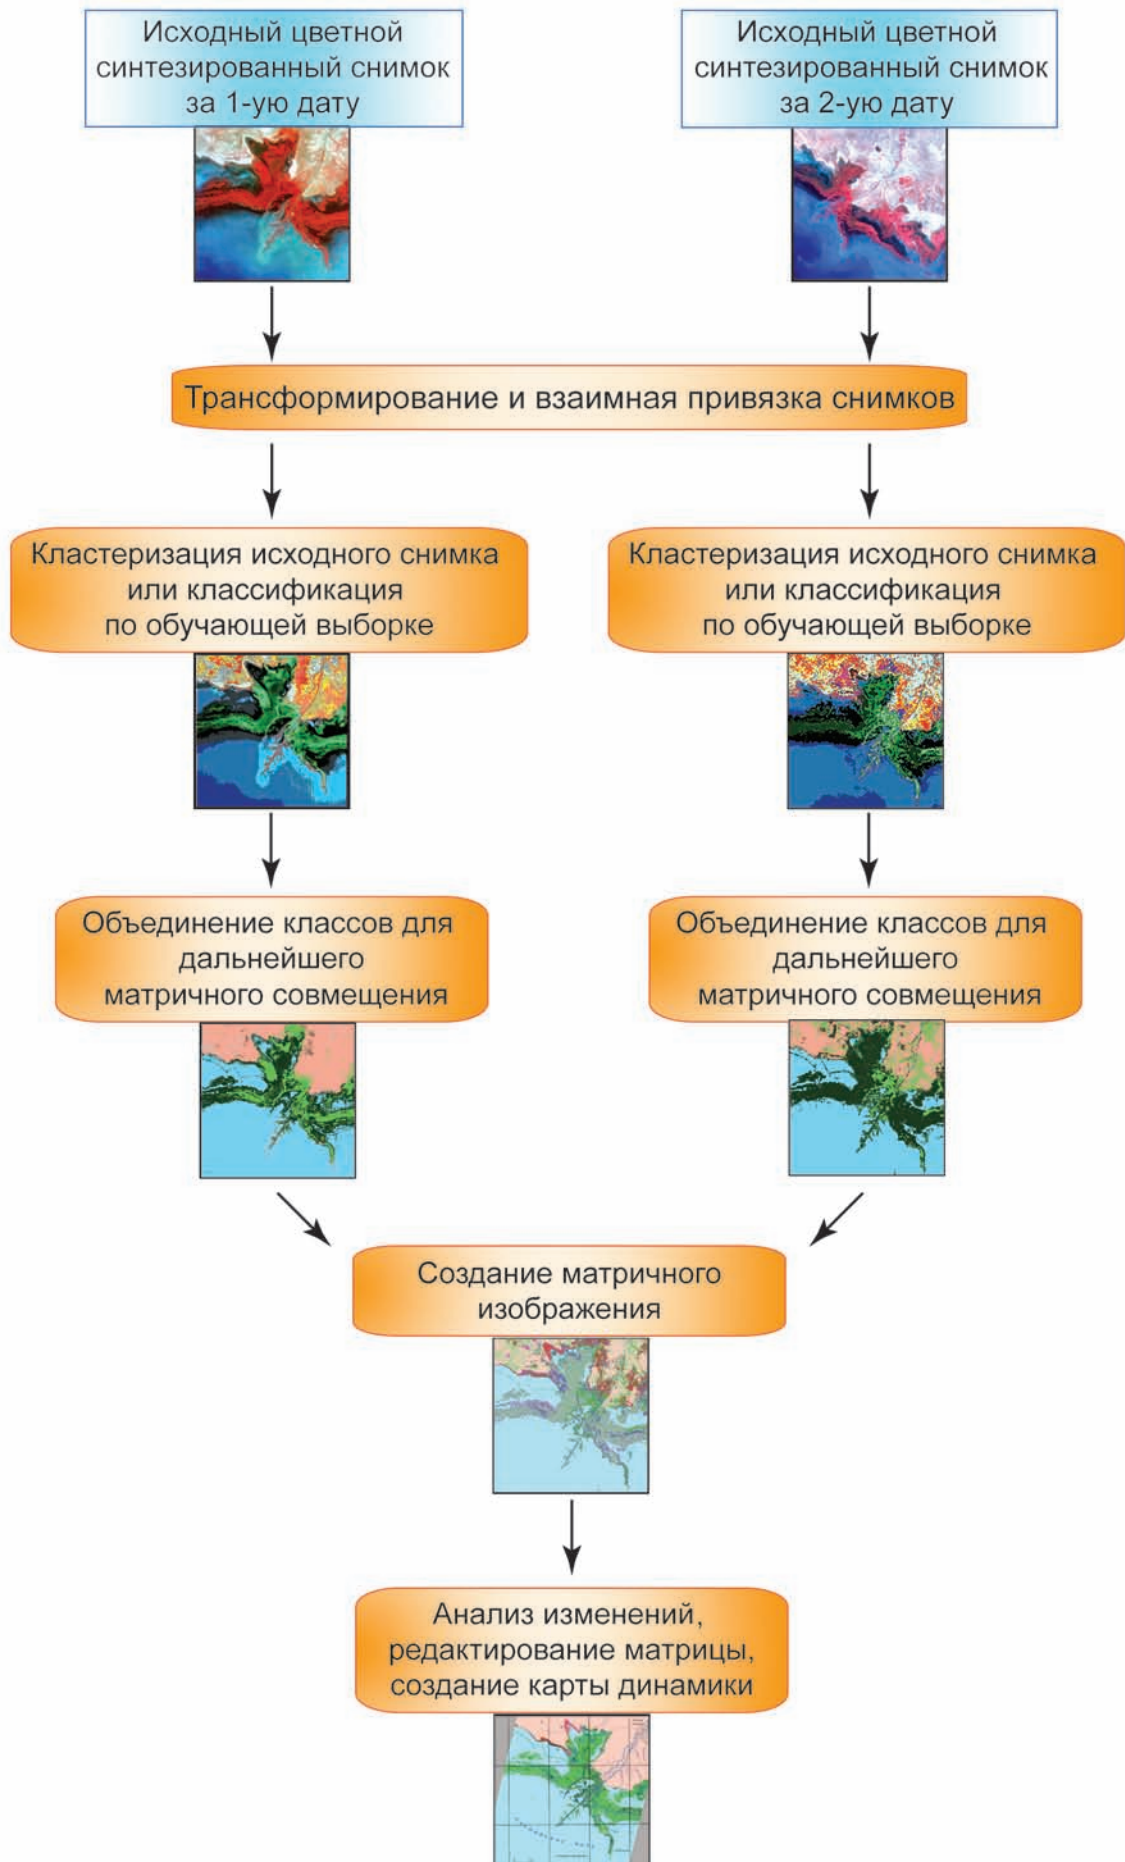 Исходный цветной
синтезированный снимок
за 1-ую дату
Исходный цветной
синтезированный снимок
за 2-ую дату
Трансформирование и взаимная привязка снимков
Кластеризация исходного снимка
или классификация
по обучающей выборке
Кластеризация исходного снимка
или классификация
по обучающей выборке
Объединение классов для
дальнейшего
матричного совмещения
Объединение классов для
дальнейшего
матричного совмещения
Создание матричного
изображения
Анализ изменений,
редактирование матрицы,
создание карты динамики